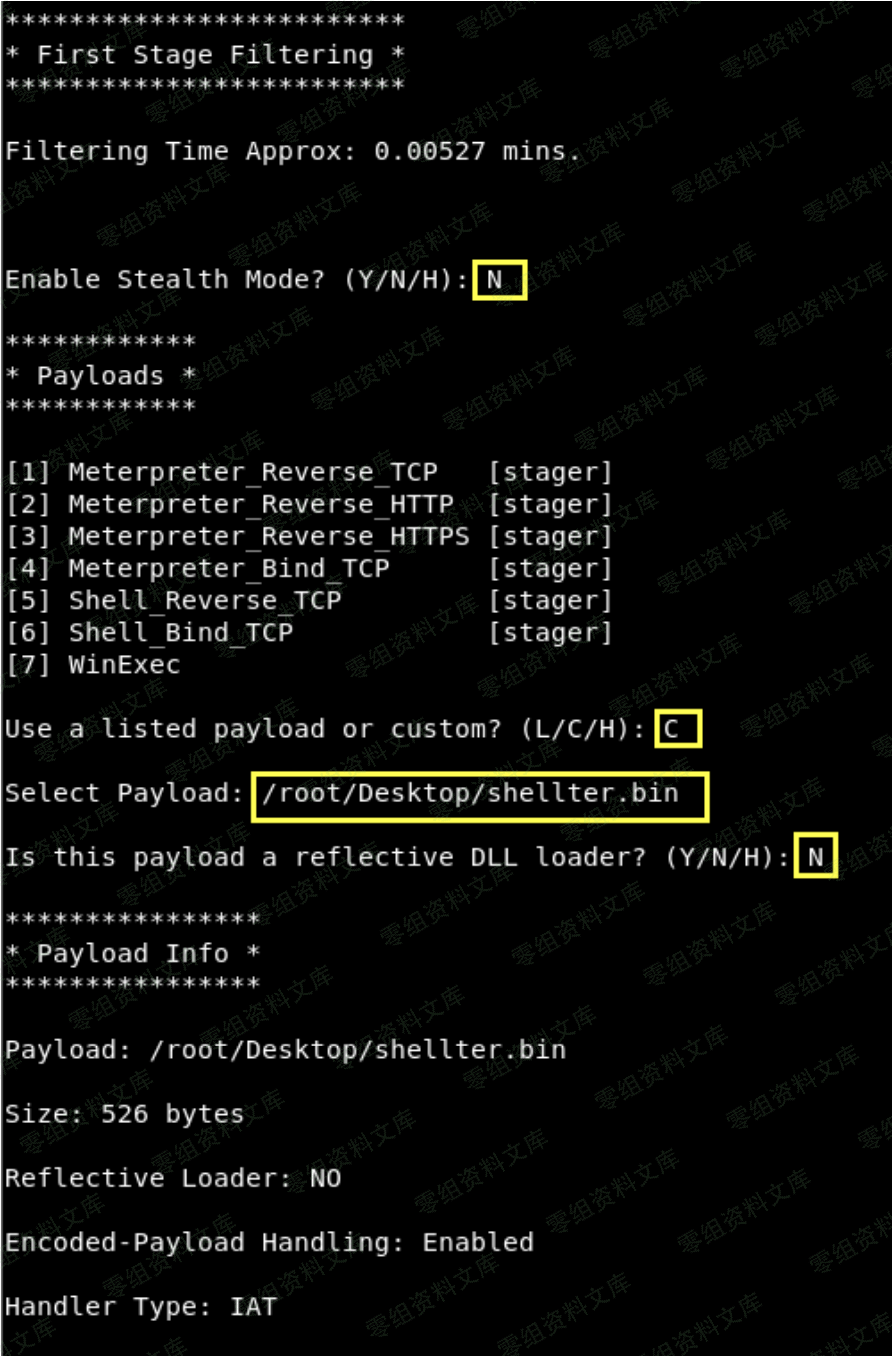 *************************
* First Stage Filtering *
*************************
Filtering Time Approx: 0.00527 mins.
Enable Stealth Mode? (Y/N/H): N
************
* Payloads *
************
[1] Meterpreter_Reverse_TCP [stager]
[2] Meterpreter_Reverse_HTTP [stager]
[3] Meterpreter_Reverse_HTTPS [stager]
[4] Meterpreter_Bind_TCP [stager]
[5] Shell_Reverse_TCP [stager]
[6] Shell_Bind_TCP [stager]
[7] WinExec
Use a listed payload or custom? (L/C/H): C
Select Payload: /root/Desktop/shellter.bin
Is this payload a reflective DLL loader? (Y/N/H): N
****************
* Payload Info *
****************
Payload: /root/Desktop/shellter.bin
Size: 526 bytes
Reflective Loader: NO
Encoded-Payload Handling: Enabled
Handler Type: IAT
零组资料文库